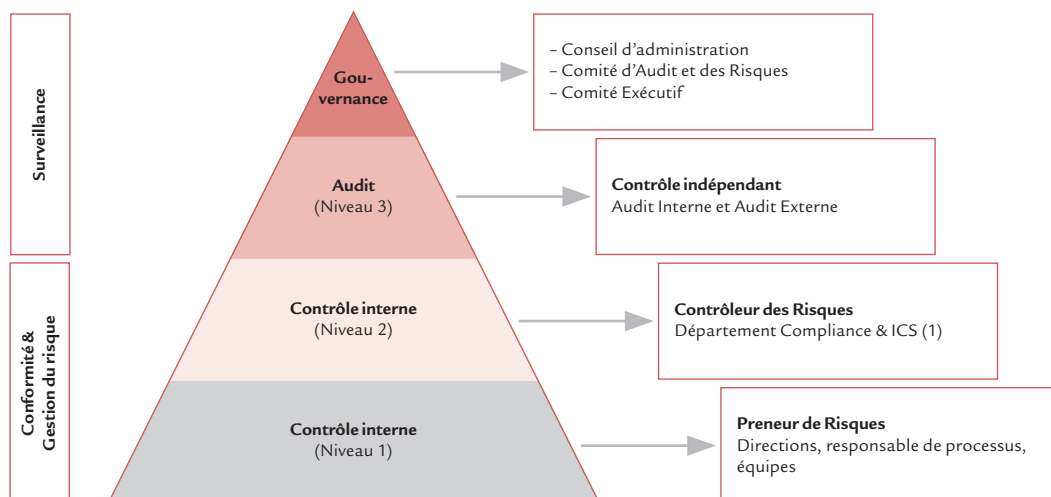 Surveillance
Gou-
vernance
– Conseil d’administration
– Comité d’Audit et des Risques
– Comité Exécutif
Audit
(Niveau 3)
Contrôle indépendant
Audit Interne et Audit Externe
Conformité &
Gestion du risque
Contrôle interne
(Niveau 2)
Contrôleur des Risques
Département Compliance & ICS (1)
Contrôle interne
(Niveau 1)
Preneur de Risques
Directions, responsable de processus,
équipes